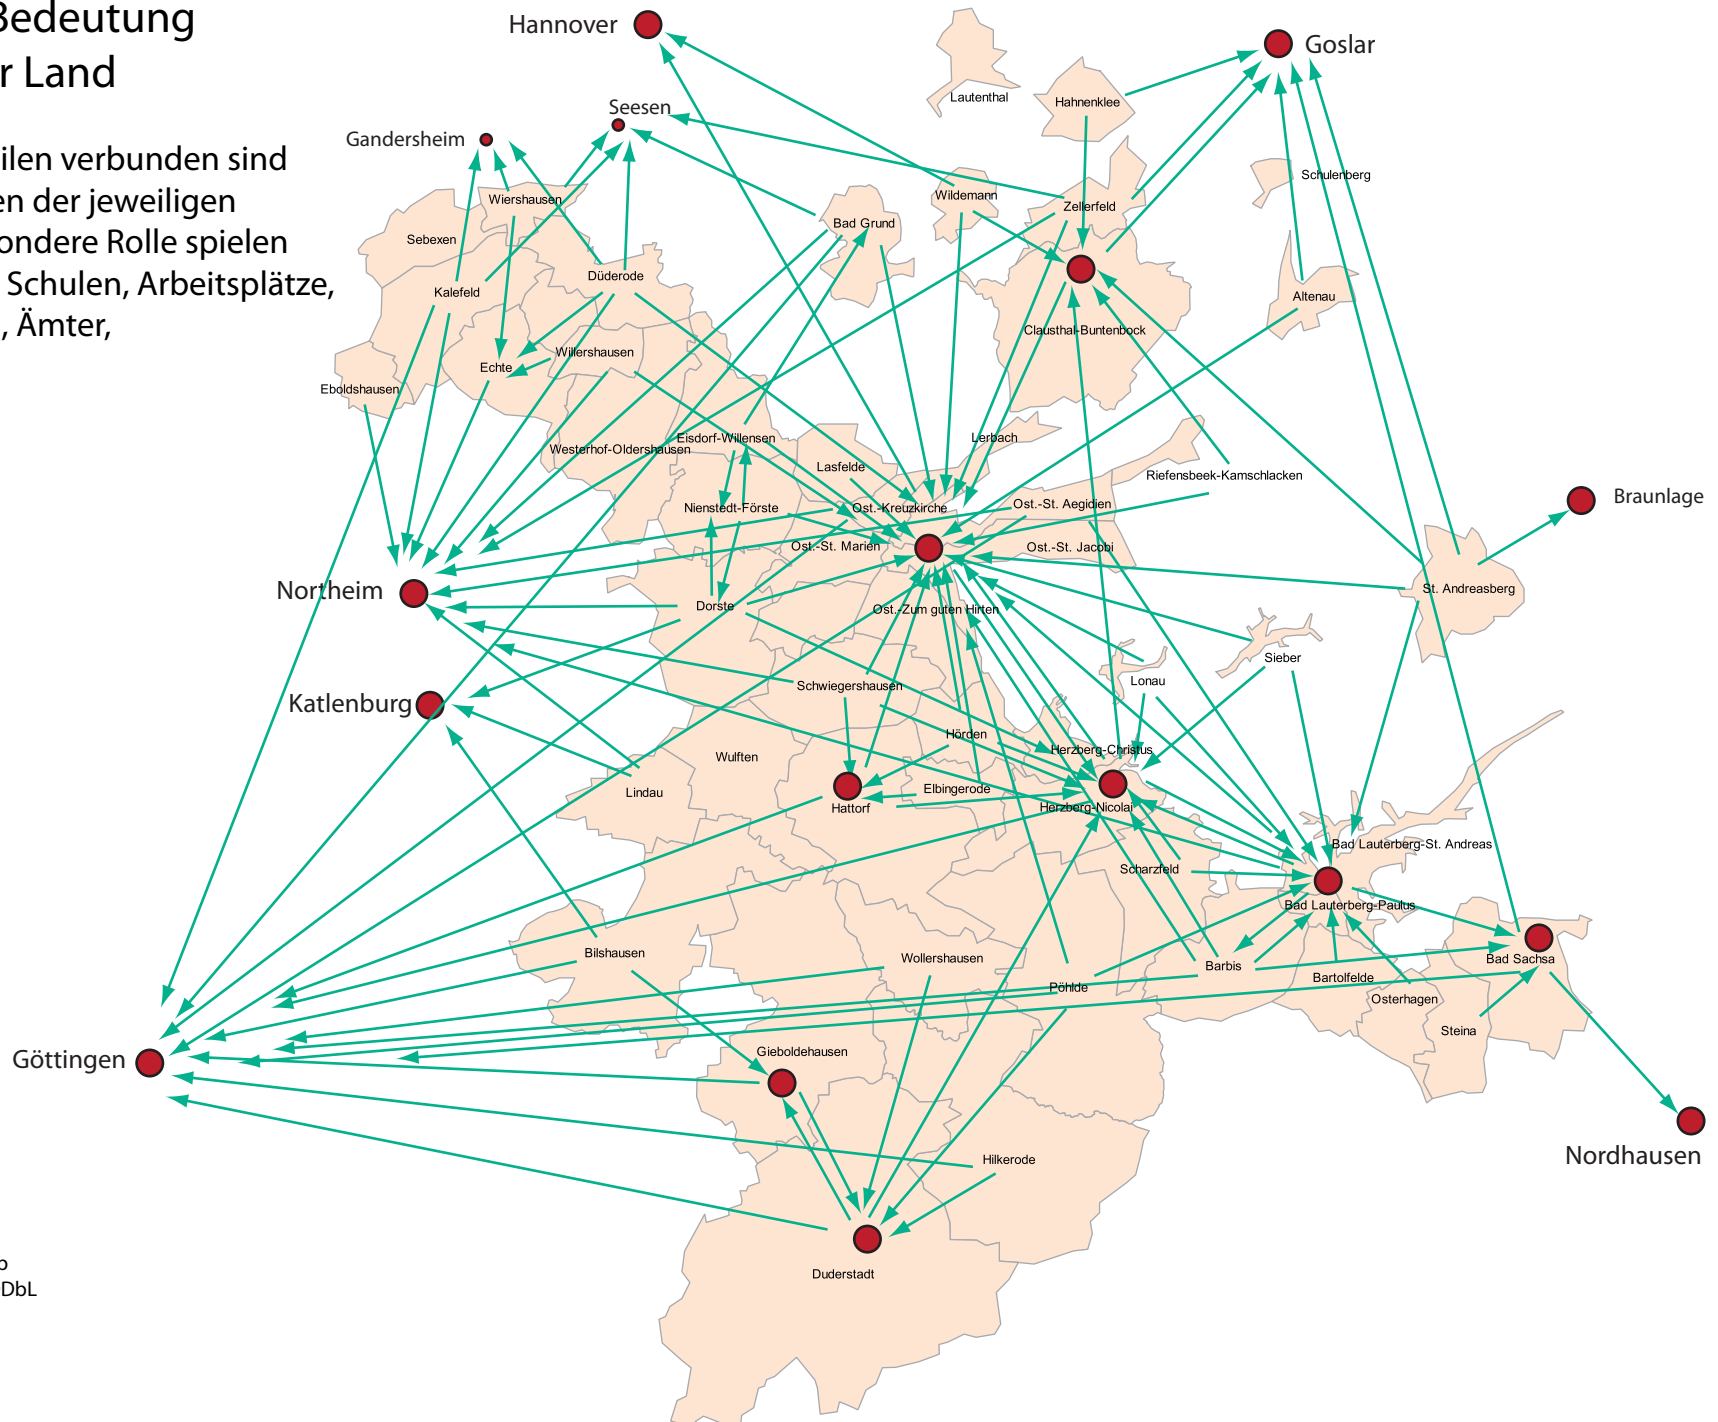 Bedeutung
r Land
ilen verbunden sind
en der jeweiligen
ondere Rolle spielen
Schulen, Arbeitsplätze,
, Ämter,
Hannover
Goslar
Seesen
Gandersheim
Lautenthal
Hahnenklee
Schulenberg
Wiershausen
Wildemann
Zellerfeld
Bad Grund
Sebexen
Düderode
Kalefeld
Altenau
Clausthal-Buntenbock
Willershausen
Echte
Eboldshausen
Eisdorf-Willensen
Lerbach
Westerhof-Oldershausen
Lasfelde
Riefensbeek-Kamschlacken
Braunlage
Nienstedt-Förste
Ost.-Kreuzkirche
Ost.-St. Aegidien
Ost.-St. Marien
Ost.-St. Jacobi
Northeim
St. Andreasberg
Dorste
Ost.-Zum guten Hirten
Sieber
Lonau
Schwiegershausen
Katlenburg
Hörden
Herzberg-Christus
Wulften
Lindau
Elbingerode
Hattorf
Herzberg-Nicolai
Bad Lauterberg-St. Andreas
Scharzfeld
Bad Lauterberg-Paulus
Bilshausen
Wollershausen
Bad Sachsa
Barbis
Bartolfelde
Pöhlde
Osterhagen
Steina
Gieboldehausen
Göttingen
Nordhausen
Hilkerode
Duderstadt
p
DbL